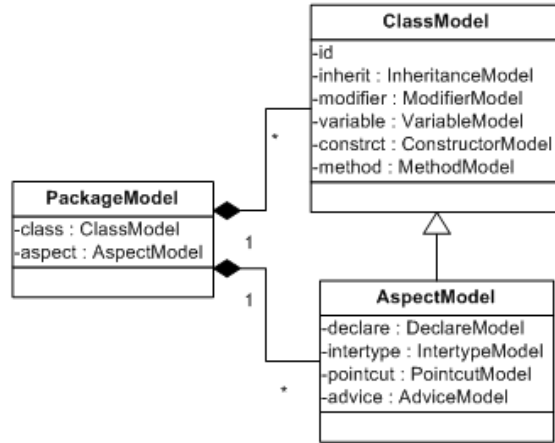 ClassModel
-id
-inherit : InheritanceModel
-modifier : ModifierModel
-variable : VariableModel
-constrct : ConstructorModel
-method : MethodModel
*
PackageModel
-class : ClassModel
-aspect : AspectModel
1
1
*
AspectModel
-declare : DeclareModel
-intertype : IntertypeModel
-pointcut : PointcutModel
-advice : AdviceModel